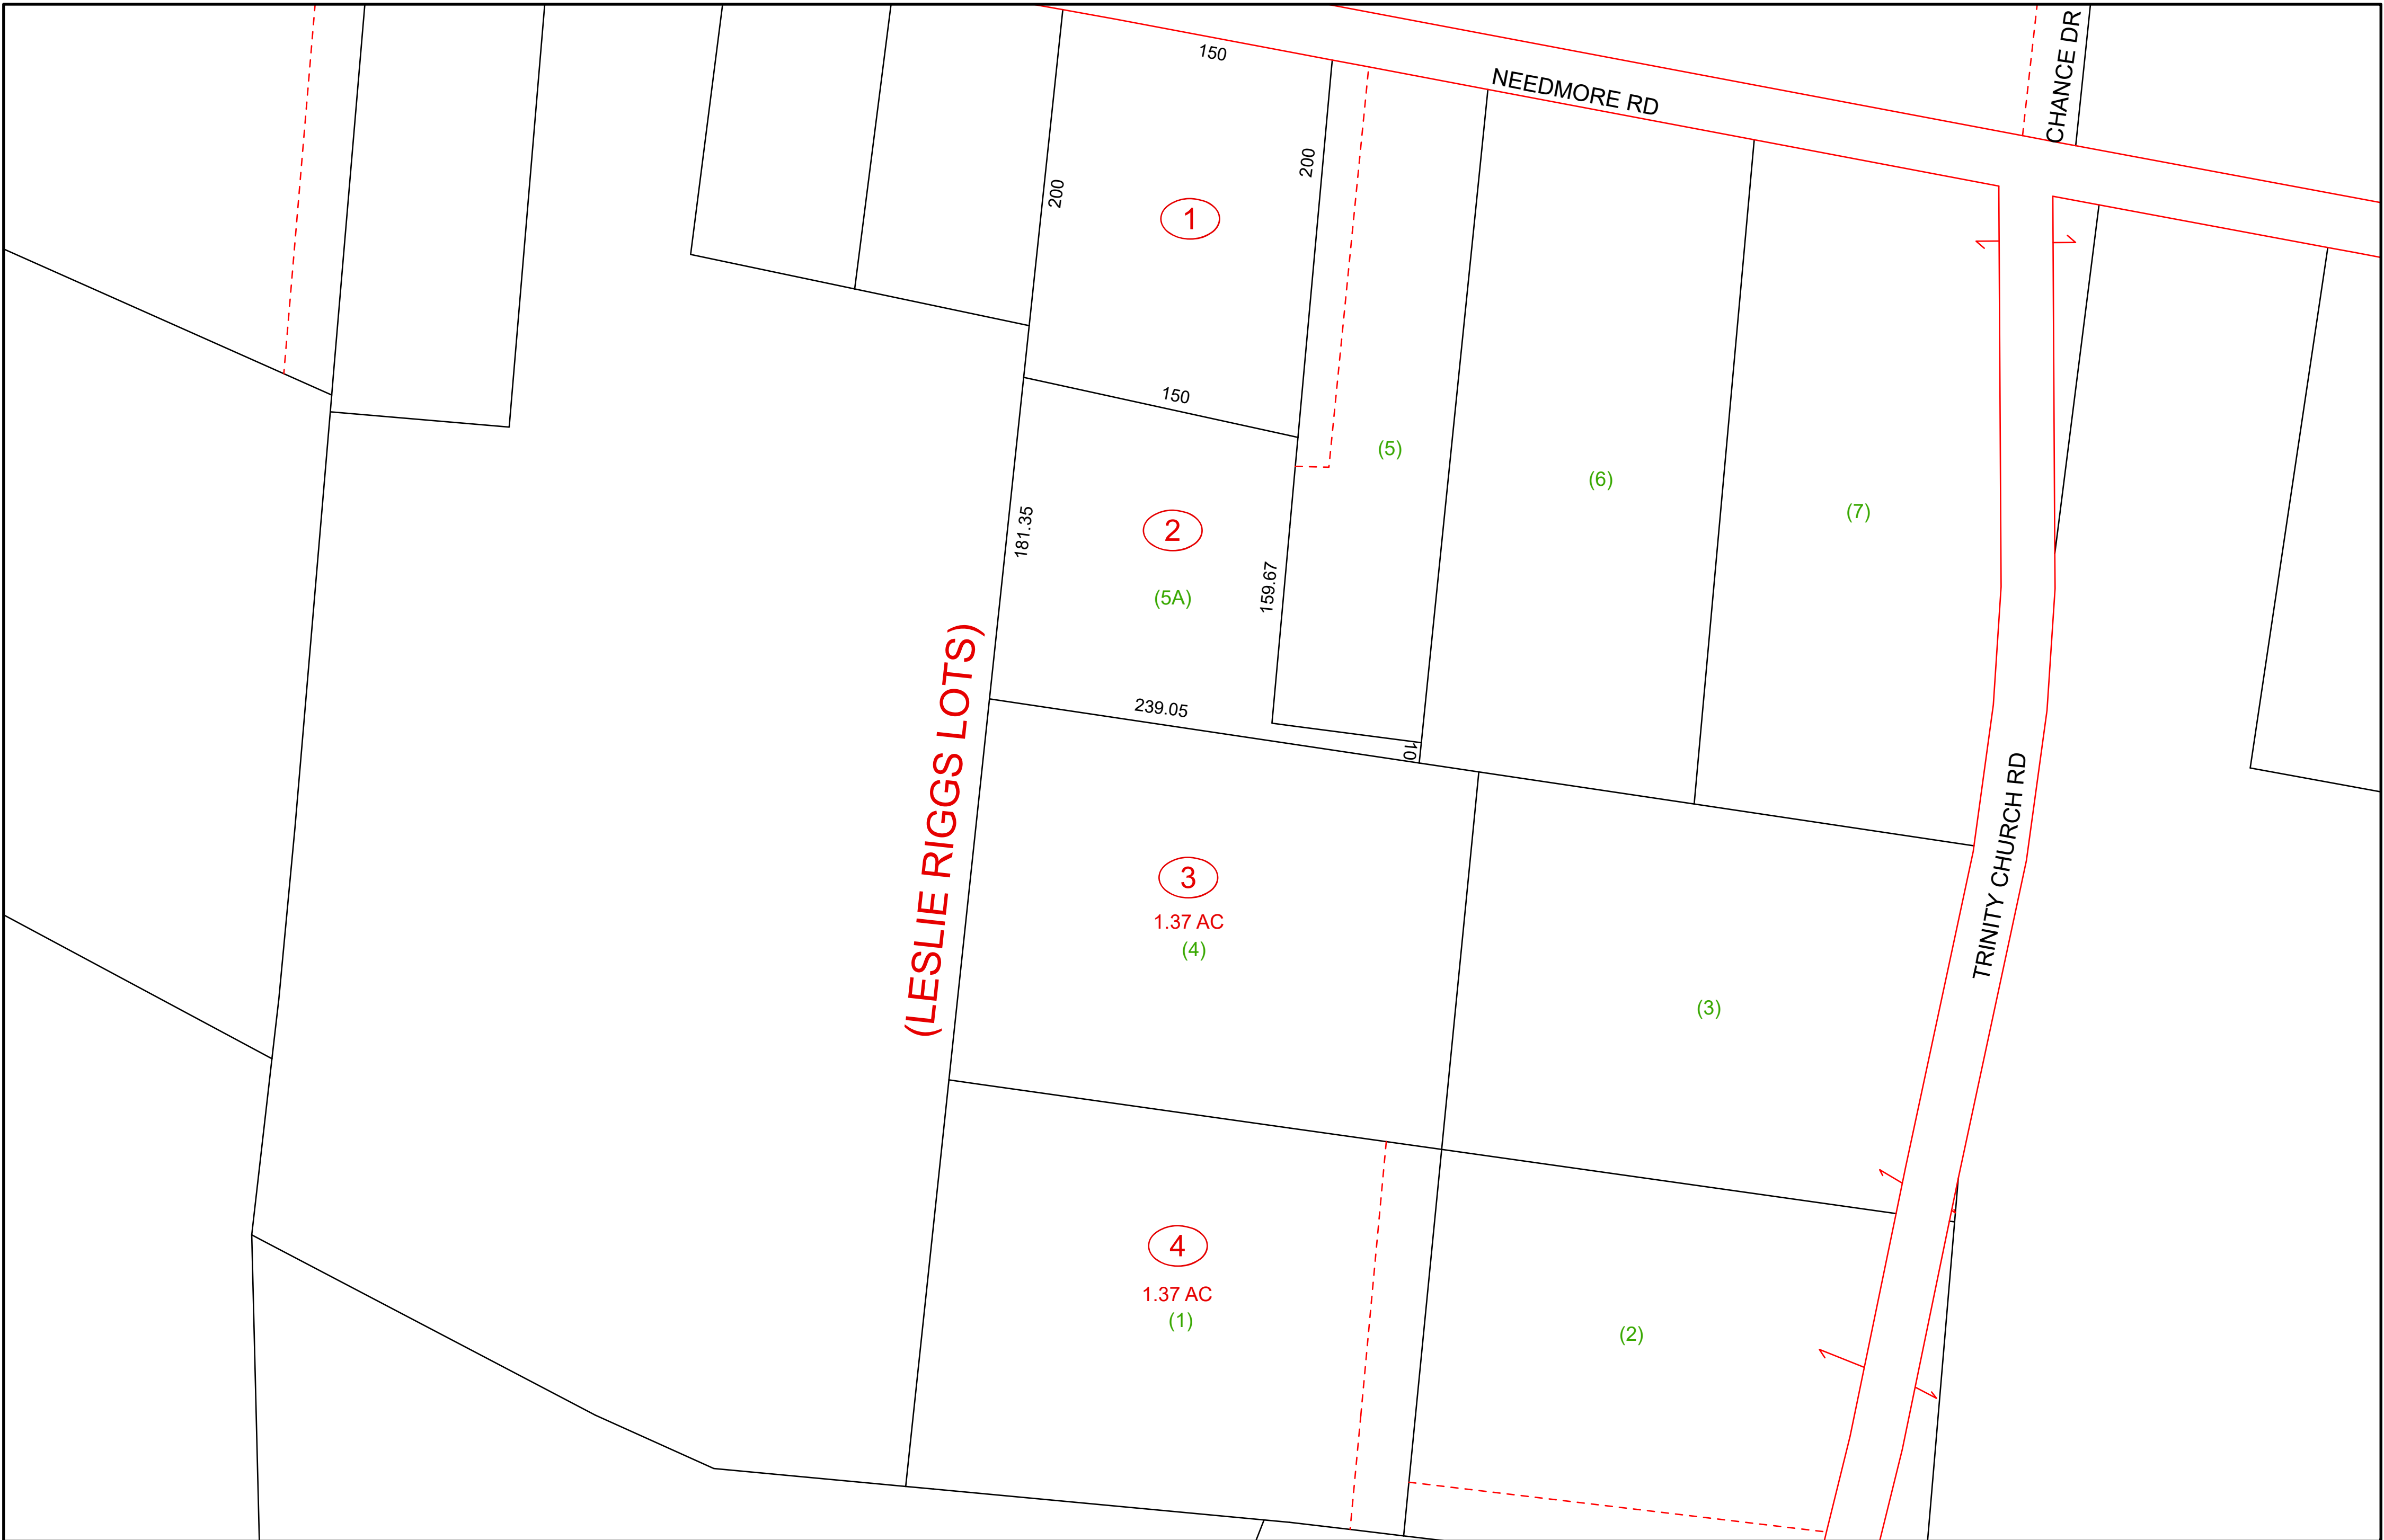 150
NEEDMORE RD
CHANCE DR
200
200
1
150
(5)
(6)
(7)
181.35
2
(5A)
159.67
239.05
10
(LESLIE RIGGS LOTS)
TRINITY CHURCH RD
3
1.37 AC
(4)
(3)
4
1.37 AC
(1)
(2)